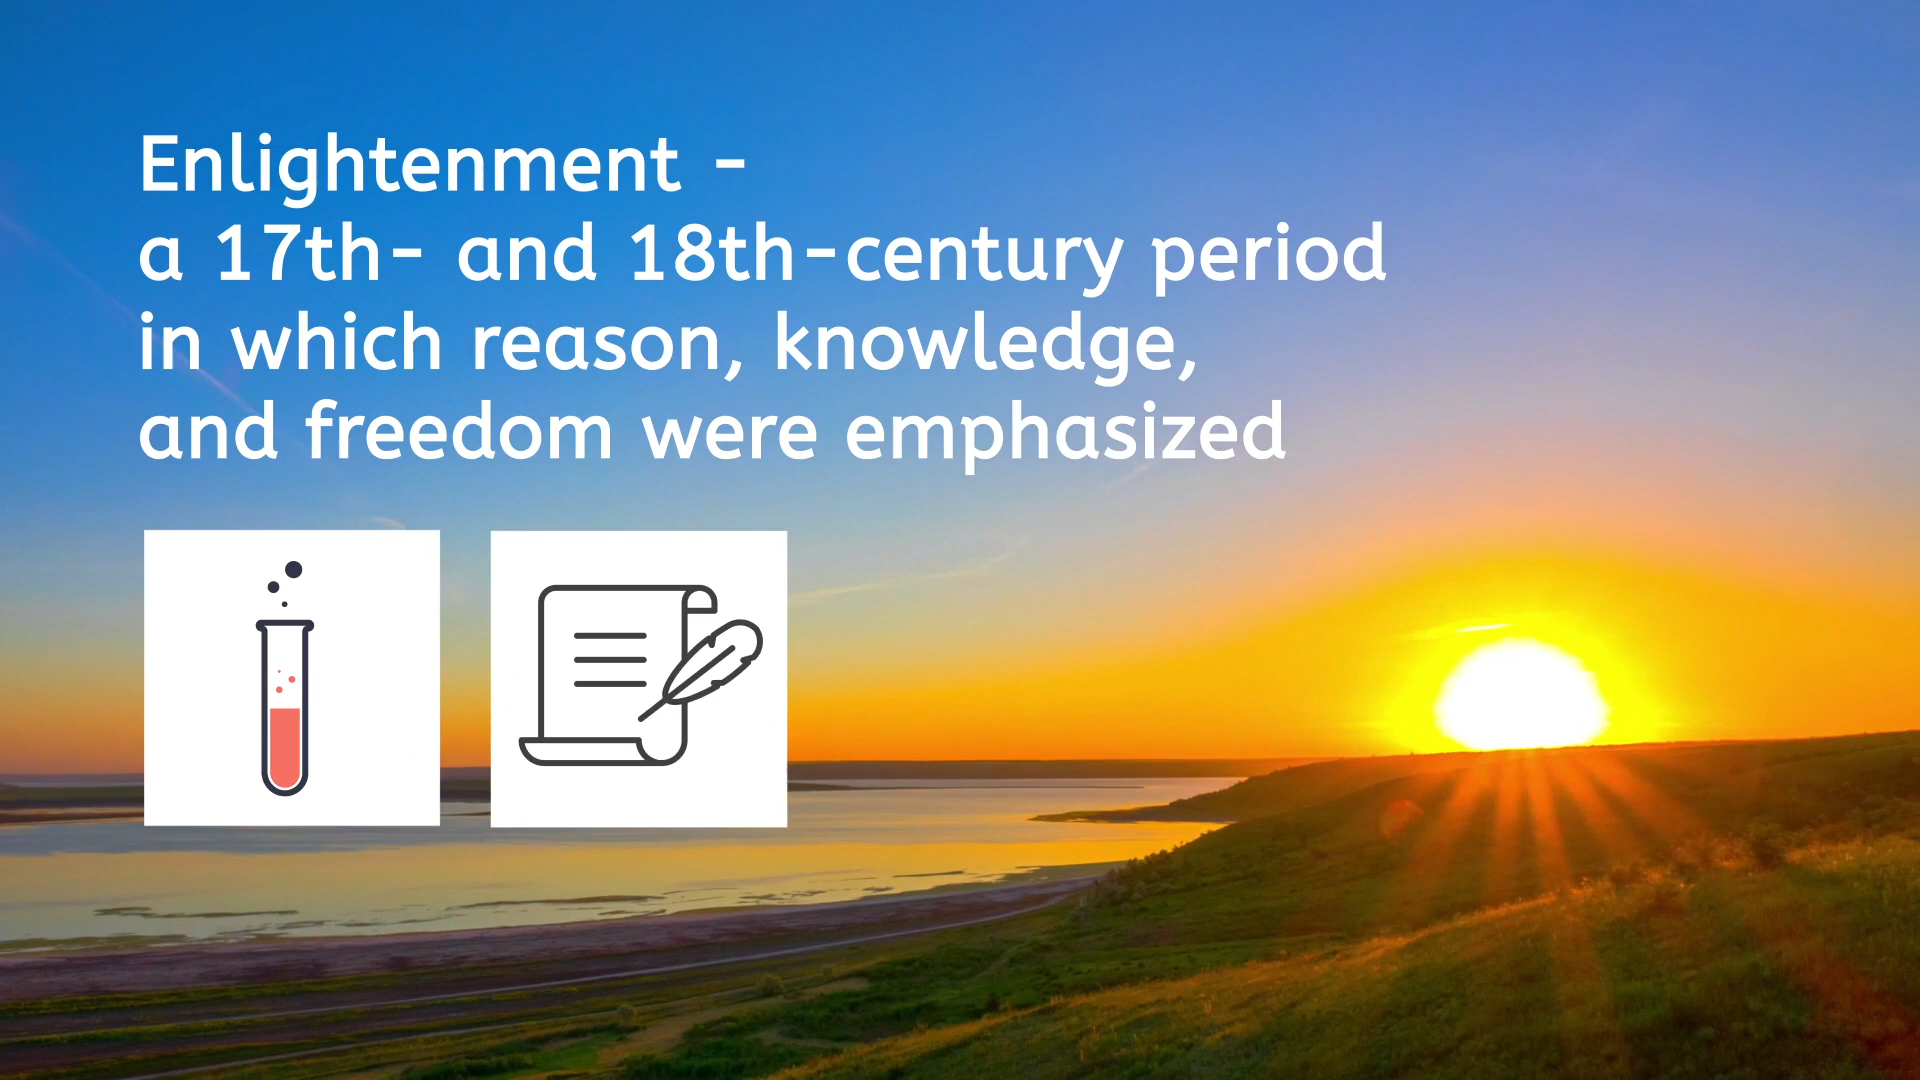 Enlightenment -
a 17th- and 18th-century period
in which reason, knowledge,
and freedom were emphasized